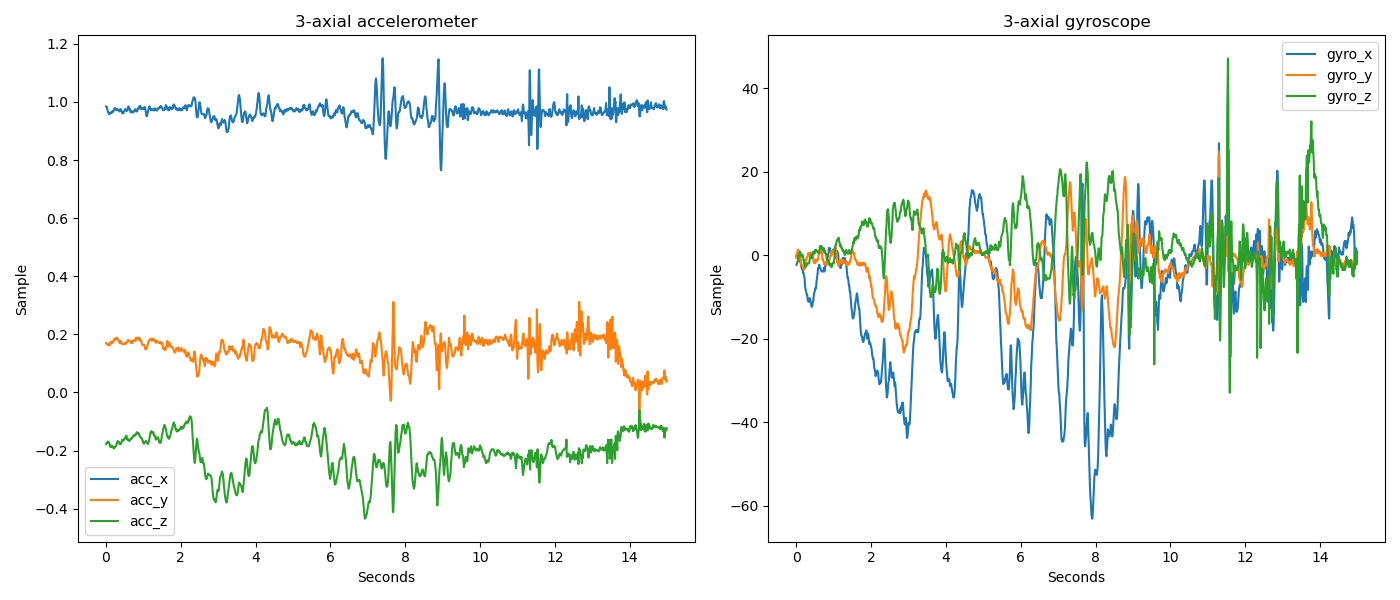 3-axial accelerometer
1.2
1.0
0.8
0.6
0.4
0.2
0.0
−0.2
−0.4
Sample
acc_x
acc_y
acc_z
0 2 4 6 8 10 12 14
Seconds
3-axial gyroscope
40
20
0
−20
−40
−60
Sample
gyro_x
gyro_y
gyro_z
0 2 4 6 8 10 12 14
Seconds